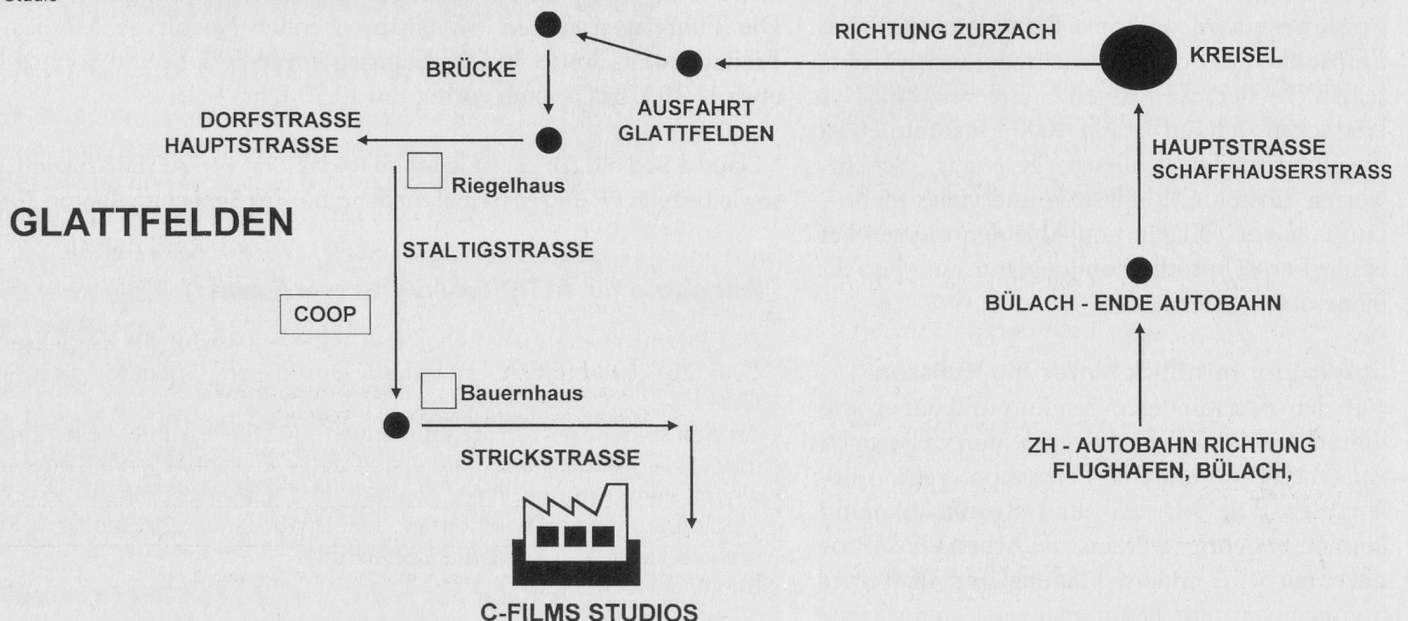 Studio
BRÜCKE
RICHTUNG ZURZACH
KREISEL
AUSFAHRT
GLATTFELDEN
DORFSTRASSE
HAUPTSTRASSE
HAUPTSTRASSE
SCHAFFHAUSERSTRASS
Riegelhaus
GLATTFELDEN
STALTIGSTRASSE
COOP
BÜLACH - ENDE AUTOBAHN
Bauernhaus
STRICKSTRASSE
ZH - AUTOBAHN RICHTUNG
FLUGHAFEN, BÜLACH,
C-FILMS STUDIOS